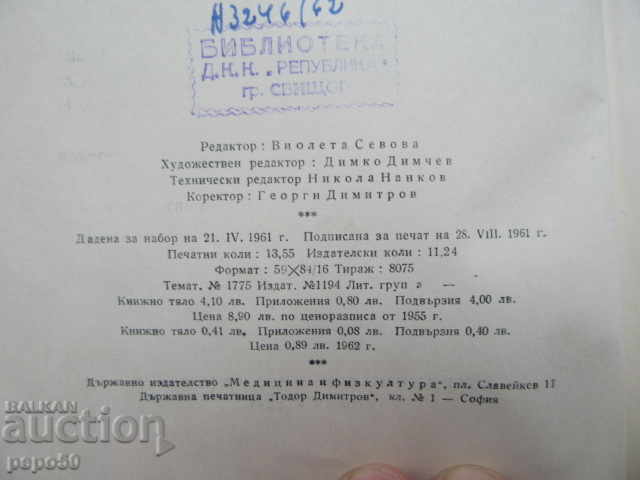 №3246/62
БИБЛИОТЕКА
Д.Н.К. „РЕПУБЛИКА"
гр. СВИЩОВ
Редактор: Виолета Севова
Художествен редактор: Димко Димчев
Технически редактор Никола Нанков
Коректор: Георги Димитров
***
Дадена за набор на 21. IV. 1961 г. Подписана за печат на 28. VIII. 1961 г.
Печатни коли: 13,55 Издателски коли: 11,24
Формат: 59×84/16 Тираж: 8075
Темат. № 1775 Издат. №1194 Лит. група –
Книжно тяло 4,10 лв. Приложения 0,80 лв. Подвързия 4,00 лв.
Цена 8,90 лв. по ценоразписа от 1955 г.
Книжно тяло 0,41 лв. Приложения 0,08 лв. Подвързия 0,40 лв.
Цена 0,89 лв. 1962 г.
***
Държавно издателство „Медицина и физкултура", пл. Славейков 11
Държавна печатница „Тодор Димитров", кл. № 1 — София
BALKAN
auction
papo50